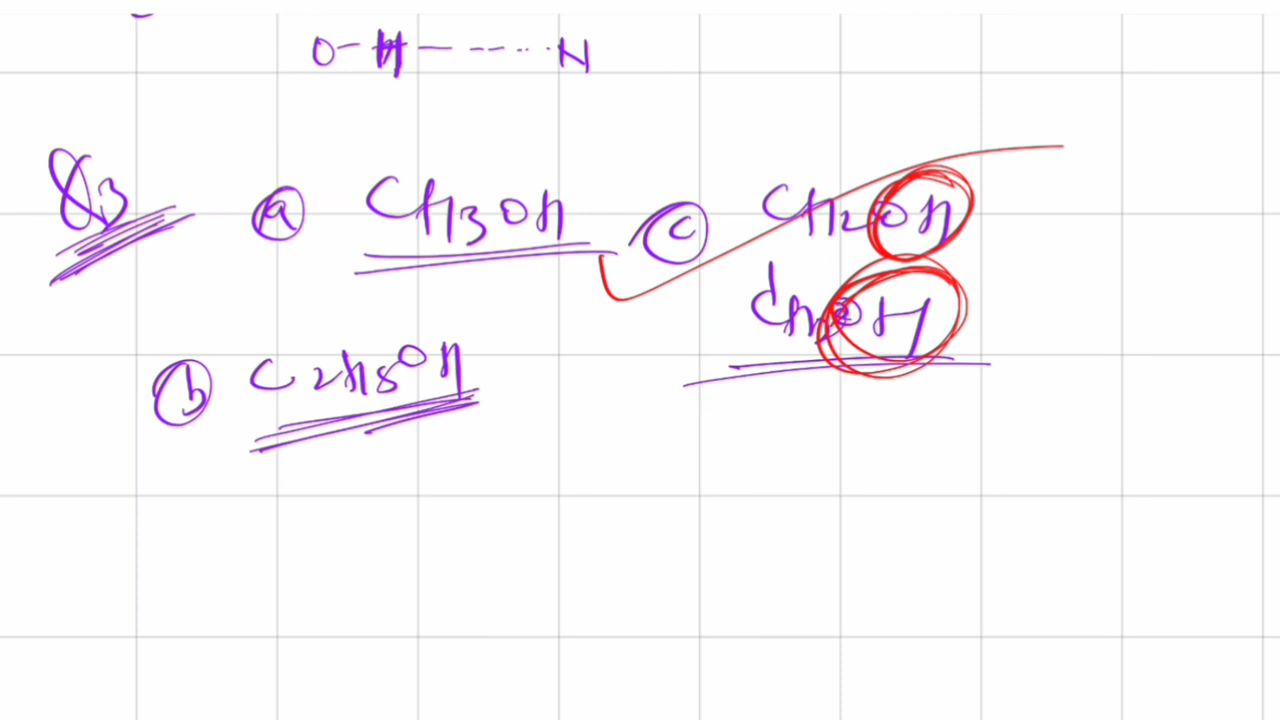 O-H-----N
Q3 (a) CH3OH (c) CH2OH
CH2OH
(b) C2H5OH